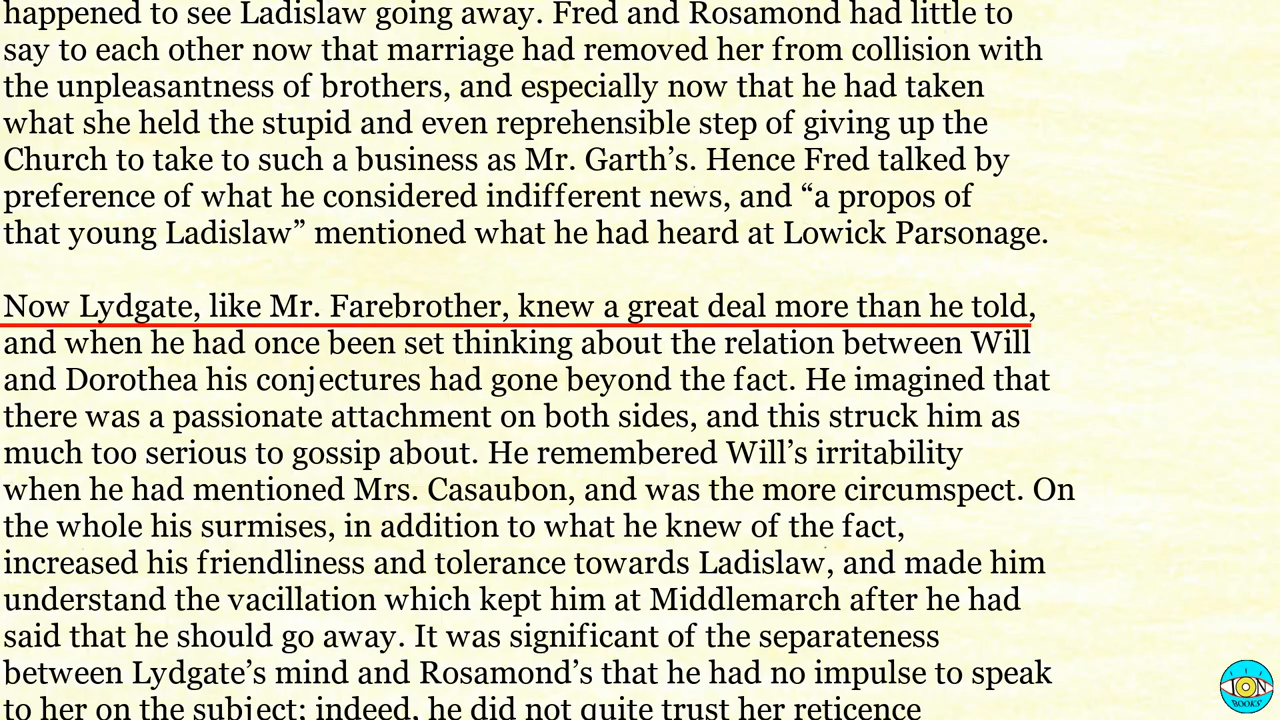 happened to see Ladislaw going away. Fred and Rosamond had little to
say to each other now that marriage had removed her from collision with
the unpleasantness of brothers, and especially now that he had taken
what she held the stupid and even reprehensible step of giving up the
Church to take to such a business as Mr. Garth’s. Hence Fred talked by
preference of what he considered indifferent news, and “a propos of
that young Ladislaw” mentioned what he had heard at Lowick Parsonage.
Now Lydgate, like Mr. Farebrother, knew a great deal more than he told,
and when he had once been set thinking about the relation between Will
and Dorothea his conjectures had gone beyond the fact. He imagined that
there was a passionate attachment on both sides, and this struck him as
much too serious to gossip about. He remembered Will’s irritability
when he had mentioned Mrs. Casaubon, and was the more circumspect. On
the whole his surmises, in addition to what he knew of the fact,
increased his friendliness and tolerance towards Ladislaw, and made him
understand the vacillation which kept him at Middlemarch after he had
said that he should go away. It was significant of the separateness
between Lydgate’s mind and Rosamond’s that he had no impulse to speak
to her on the subject; indeed, he did not quite trust her reticence
ION
BOOKS